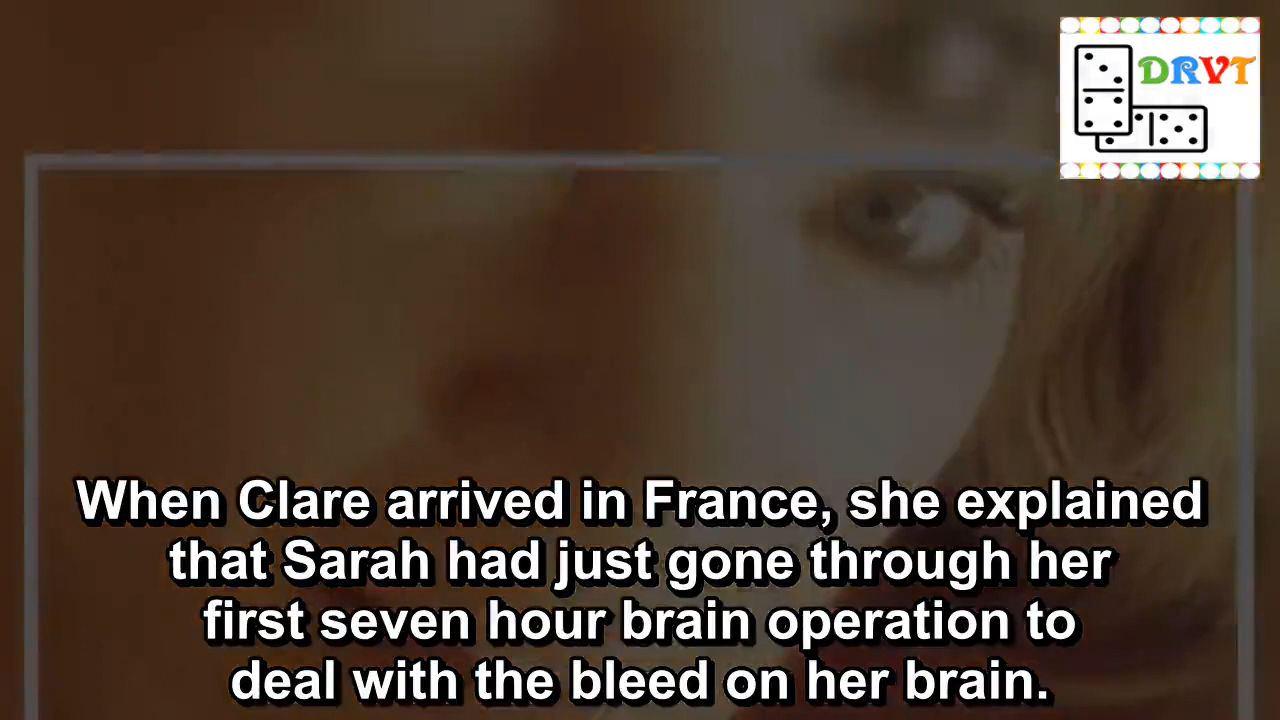 DRVT
When Clare arrived in France, she explained
that Sarah had just gone through her
first seven hour brain operation to
deal with the bleed on her brain.